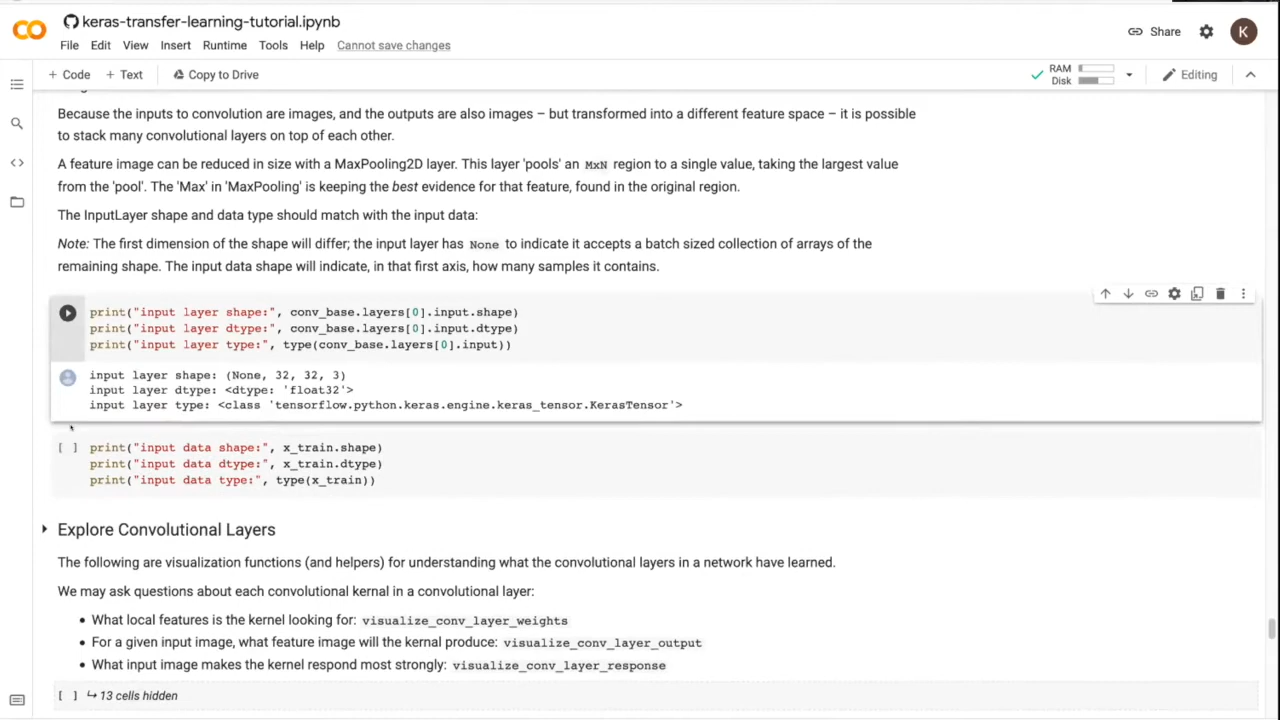 keras-transfer-learning-tutorial.ipynb
File Edit View Insert Runtime Tools Help Cannot save changes
Share
K
+ Code + Text Copy to Drive
RAM
Disk
Editing
Because the inputs to convolution are images, and the outputs are also images – but transformed into a different feature space – it is possible
to stack many convolutional layers on top of each other.
A feature image can be reduced in size with a MaxPooling2D layer. This layer 'pools' an MxN region to a single value, taking the largest value
from the 'pool'. The 'Max' in 'MaxPooling' is keeping the best evidence for that feature, found in the original region.
The InputLayer shape and data type should match with the input data:
Note: The first dimension of the shape will differ; the input layer has None to indicate it accepts a batch sized collection of arrays of the
remaining shape. The input data shape will indicate, in that first axis, how many samples it contains.
print("input layer shape:", conv_base.layers[0].input.shape)
print("input layer dtype:", conv_base.layers[0].input.dtype)
print("input layer type:", type(conv_base.layers[0].input))
input layer shape: (None, 32, 32, 3)
input layer dtype: <dtype: 'float32'>
input layer type: <class 'tensorflow.python.keras.engine.keras_tensor.KerasTensor'>
[ ] print("input data shape:", x_train.shape)
print("input data dtype:", x_train.dtype)
print("input data type:", type(x_train))
Explore Convolutional Layers
The following are visualization functions (and helpers) for understanding what the convolutional layers in a network have learned.
We may ask questions about each convolutional kernel in a convolutional layer:
• What local features is the kernel looking for: visualize_conv_layer_weights
• For a given input image, what feature image will the kernal produce: visualize_conv_layer_output
• What input image makes the kernel respond most strongly: visualize_conv_layer_response
[ ] ↳ 13 cells hidden